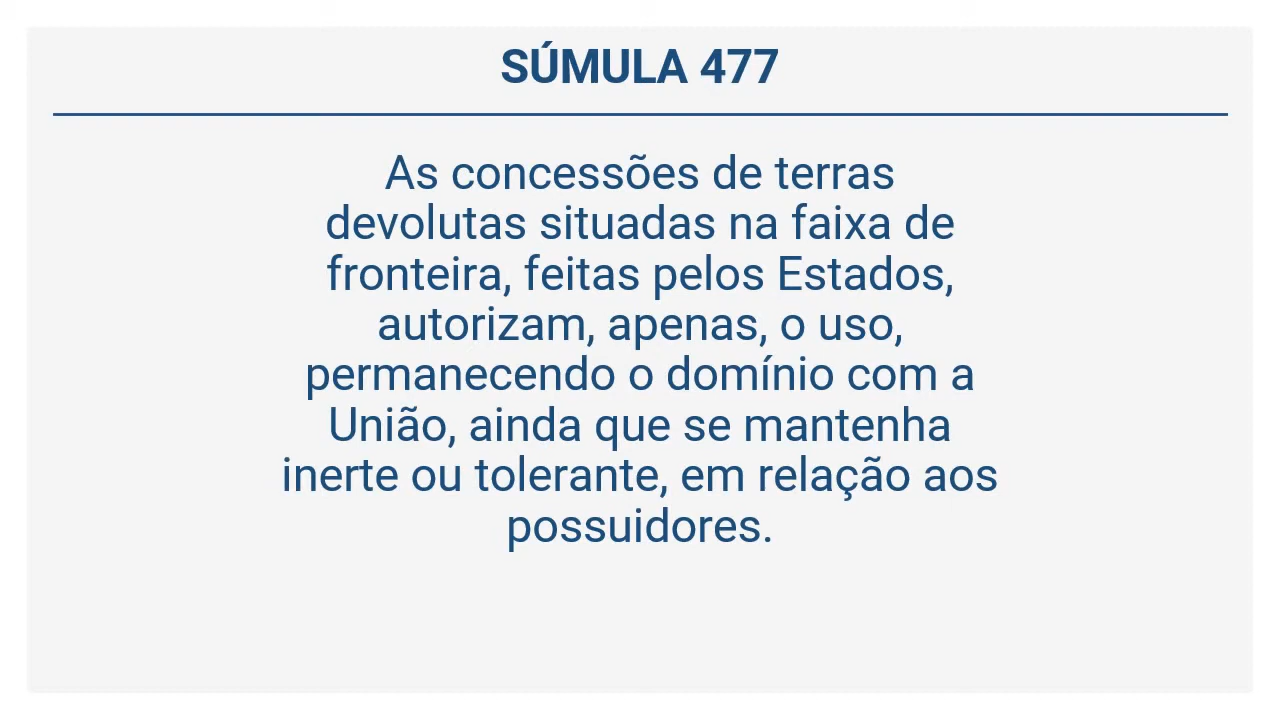 SÚMULA 477
As concessões de terras
devolutas situadas na faixa de
fronteira, feitas pelos Estados,
autorizam, apenas, o uso,
permanecendo o domínio com a
União, ainda que se mantenha
inerte ou tolerante, em relação aos
possuidores.